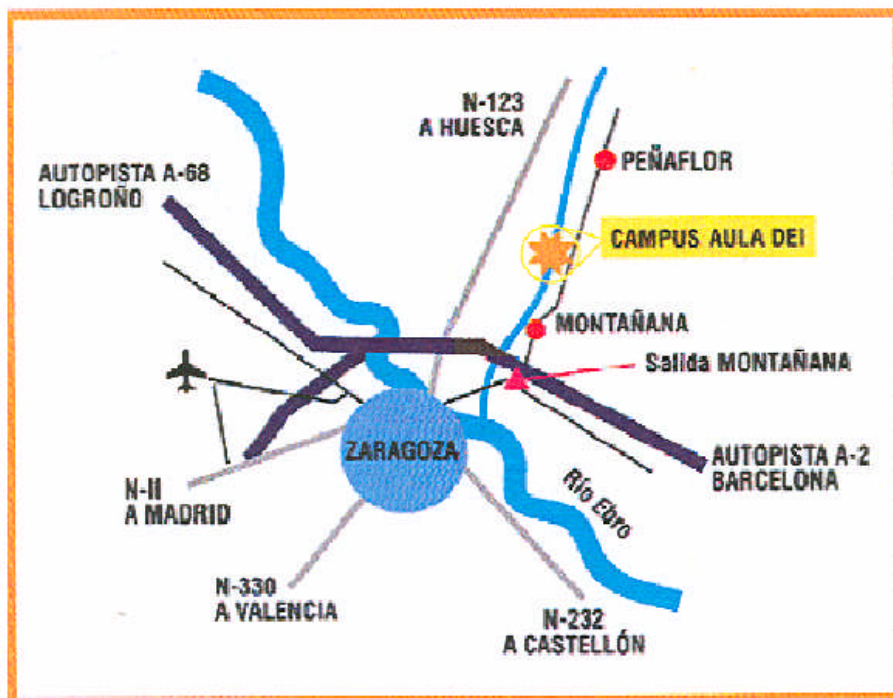 N-123
A HUESCA
AUTOPISTA A-68
LOGROÑO
PEÑAFLOR
CAMPUS AULA DEI
MONTAÑANA
Salida MONTAÑANA
ZARAGOZA
AUTOPISTA A-2
BARCELONA
N-II
A MADRID
Río Ebro
N-330
A VALENCIA
N-232
A CASTELLÓN